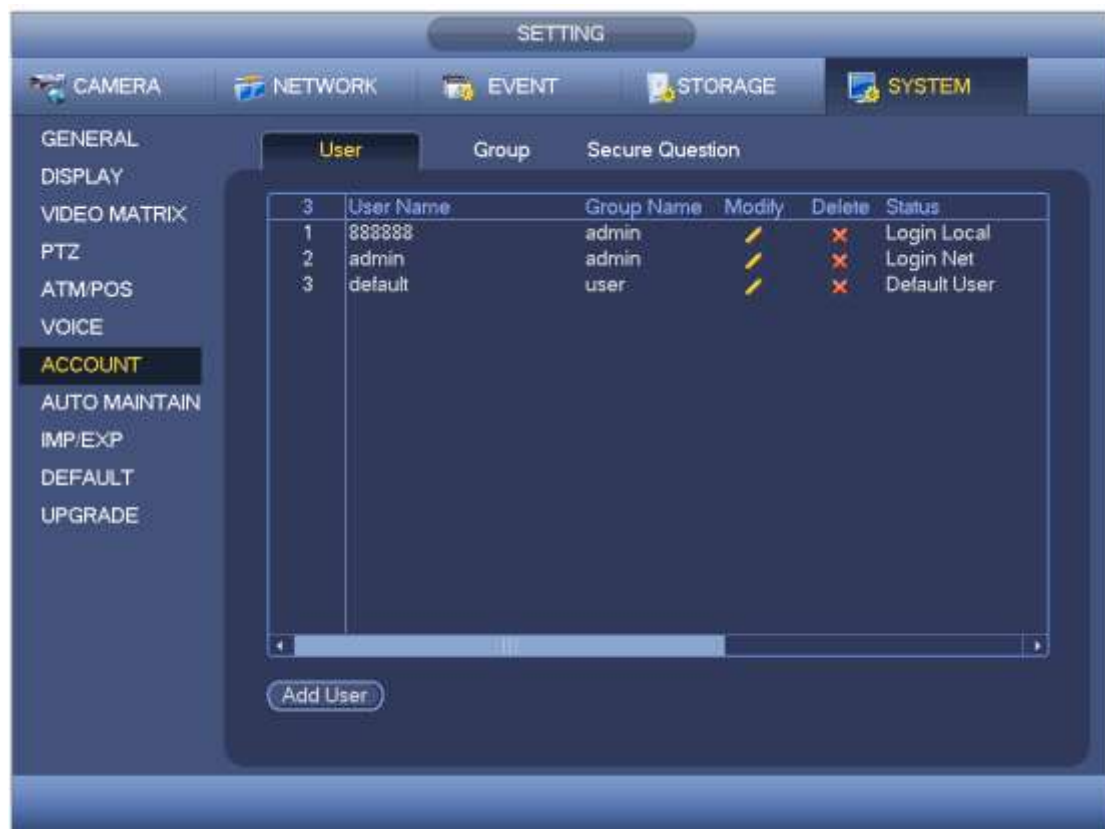 SETTING
CAMERA NETWORK EVENT STORAGE SYSTEM
GENERAL
DISPLAY
VIDEO MATRIX
PTZ
ATM/POS
VOICE
ACCOUNT
AUTO MAINTAIN
IMP/EXP
DEFAULT
UPGRADE
User Group Secure Question
3 User Name Group Name Modify Delete Status
1 888888 admin Login Local
2 admin admin Login Net
3 default user Default User
Add User